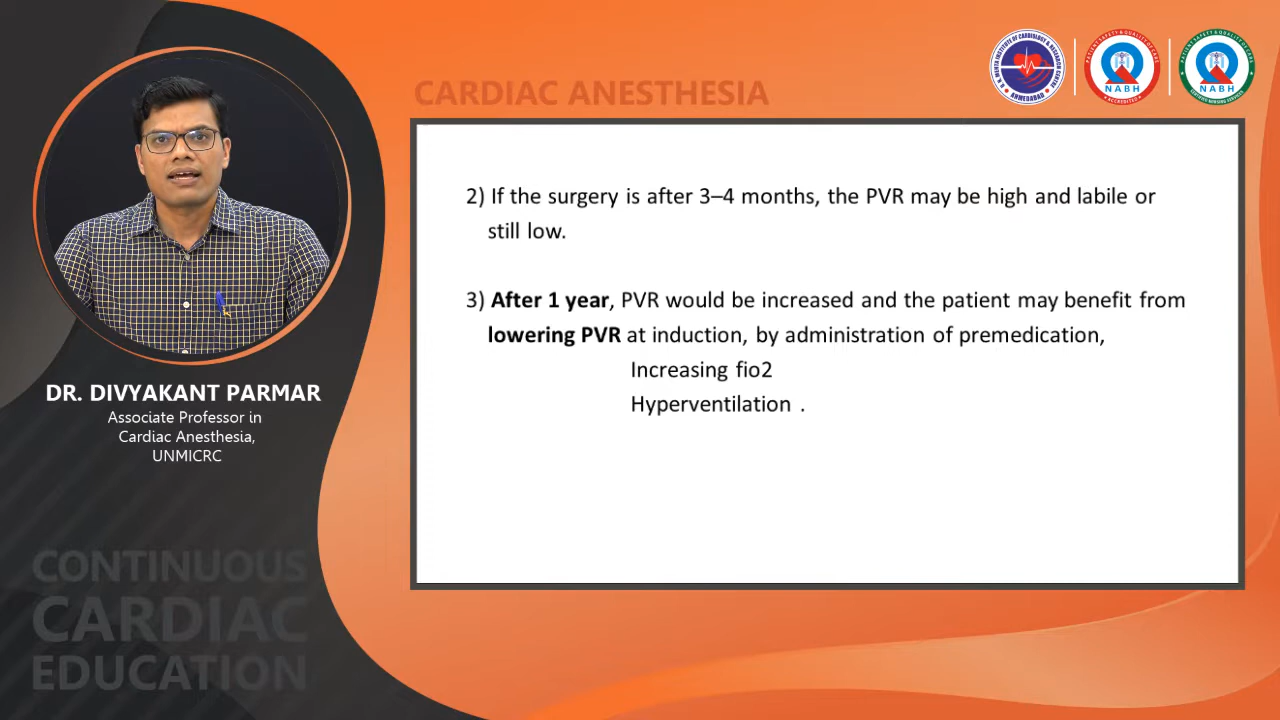 CARDIAC ANESTHESIA
2) If the surgery is after 3–4 months, the PVR may be high and labile or
still low.
3) After 1 year, PVR would be increased and the patient may benefit from
lowering PVR at induction, by administration of premedication,
Increasing fio2
Hyperventilation .
DR. DIVYAKANT PARMAR
Associate Professor in
Cardiac Anesthesia,
UNMICRC
CONTINUOUS
CARDIAC
EDUCATION
NABH
NABH